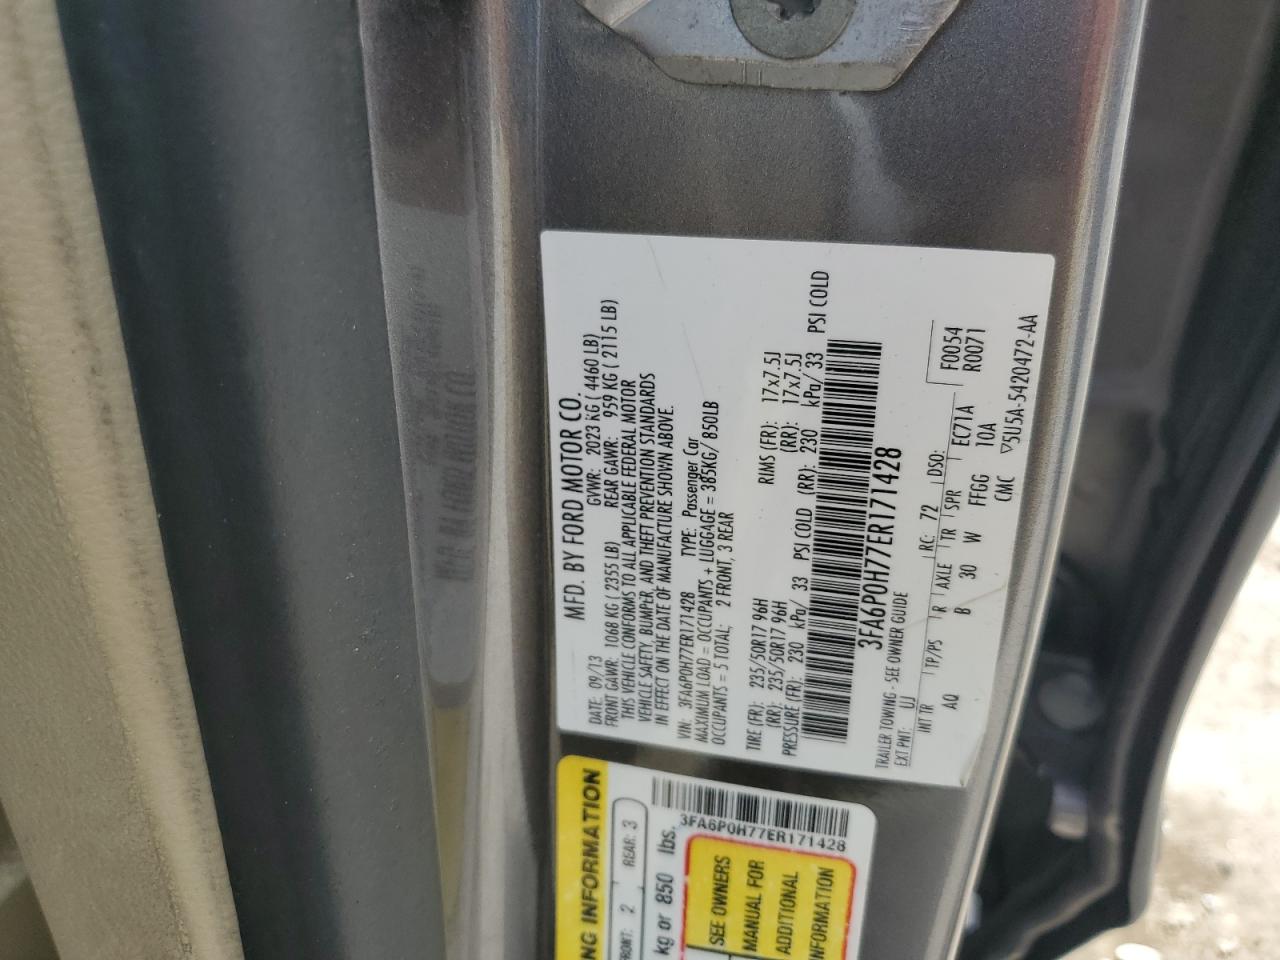 MFD. BY FORD MOTOR CO.
DATE: 09/13 GVWR: 2023 KG ( 4460 LB)
FRONT GAWR: 1068 KG ( 2355 LB) REAR GAWR: 959 KG ( 2115 LB)
THIS VEHICLE CONFORMS TO ALL APPLICABLE FEDERAL MOTOR
VEHICLE SAFETY, BUMPER, AND THEFT PREVENTION STANDARDS
IN EFFECT ON THE DATE OF MANUFACTURE SHOWN ABOVE.
VIN: 3FA6P0H77ER171428 TYPE: Passenger Car
MAXIMUM LOAD = OCCUPANTS + LUGGAGE = 385KG/ 850LB
OCCUPANTS = 5 TOTAL; 2 FRONT, 3 REAR
TIRE (FR): 235/50R17 96H RIMS (FR): 17x7.5J
(RR): 235/50R17 96H (RR): 17x7.5J
PRESSURE (FR): 230 kPa/ 33 PSI COLD (RR): 230 kPa/ 33 PSI COLD
3FA6P0H77ER171428
TRAILER TOWING - SEE OWNER GUIDE F0054
EXT PNT: UJ RC: 72 DSO: R0071
INT TR TP/PS R AXLE TR SPR EC71A
AQ B 30 W FFGG 10A
CMC ▽5U5A-5420472-AA
NG INFORMATION
FRONT: 2 REAR: 3
kg or 850 lbs.
3FA6P0H77ER171428
SEE OWNERS
MANUAL FOR
ADDITIONAL
INFORMATION